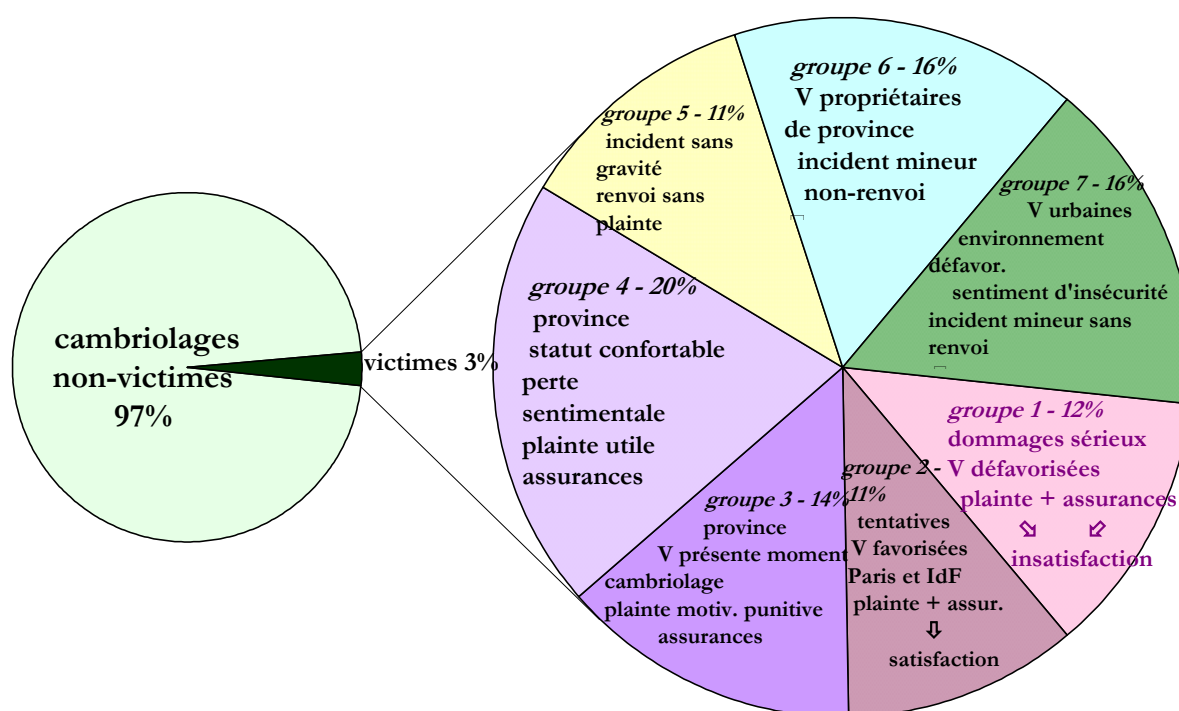 cambriolages
non-victimes
97%
victimes 3%
groupe 5 - 11%
incident sans
gravité
renvoi sans
plainte
groupe 6 - 16%
V propriétaires
de province
incident mineur
non-renvoi
groupe 7 - 16%
V urbaines
environnement
défavor.
sentiment d'insécurité
incident mineur sans
renvoi
groupe 4 - 20%
province
statut confortable
perte
sentimentale
plainte utile
assurances
groupe 3 - 14%
province
V présente moment
cambriolage
plainte motiv. punitive
assurances
groupe 2 -
11%
tentatives
V favorisées
Paris et IdF
plainte + assur.
satisfaction
groupe 1 - 12%
dommages sérieux
V défavorisées
plainte + assurances
insatisfaction